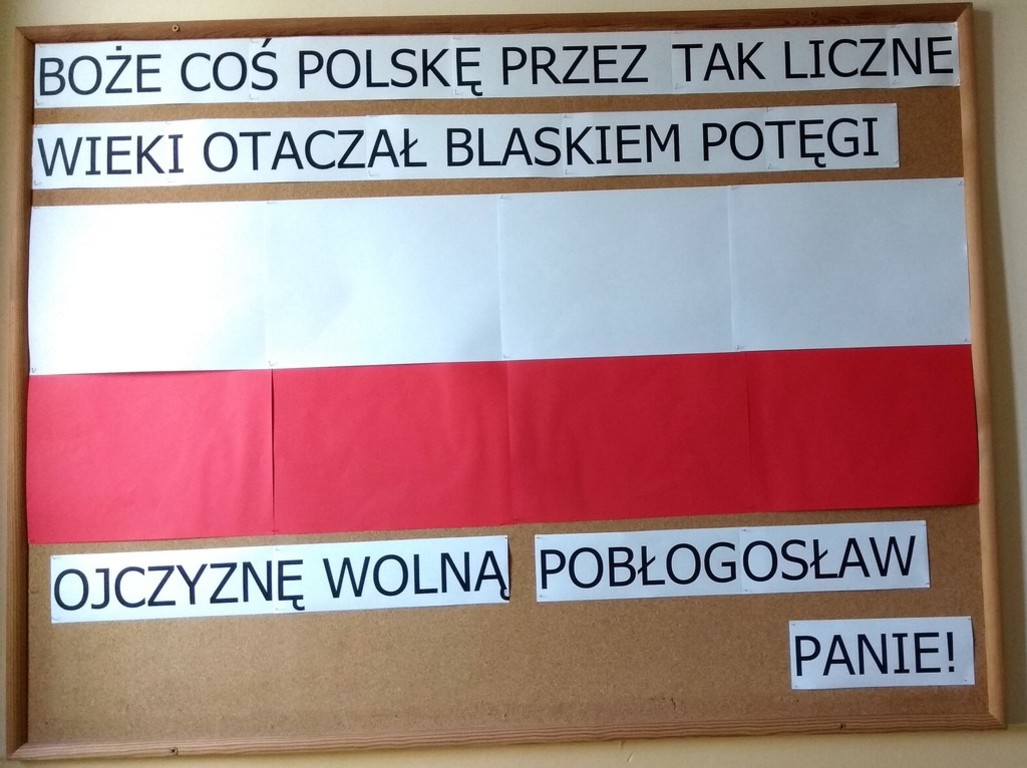 BOŻE COŚ POLSKĘ PRZEZ TAK LICZNE
WIEKI OTACZAŁ BLASKIEM POTĘGI
OJCZYZNĘ WOLNĄ POBŁOGOSŁAW
PANIE!